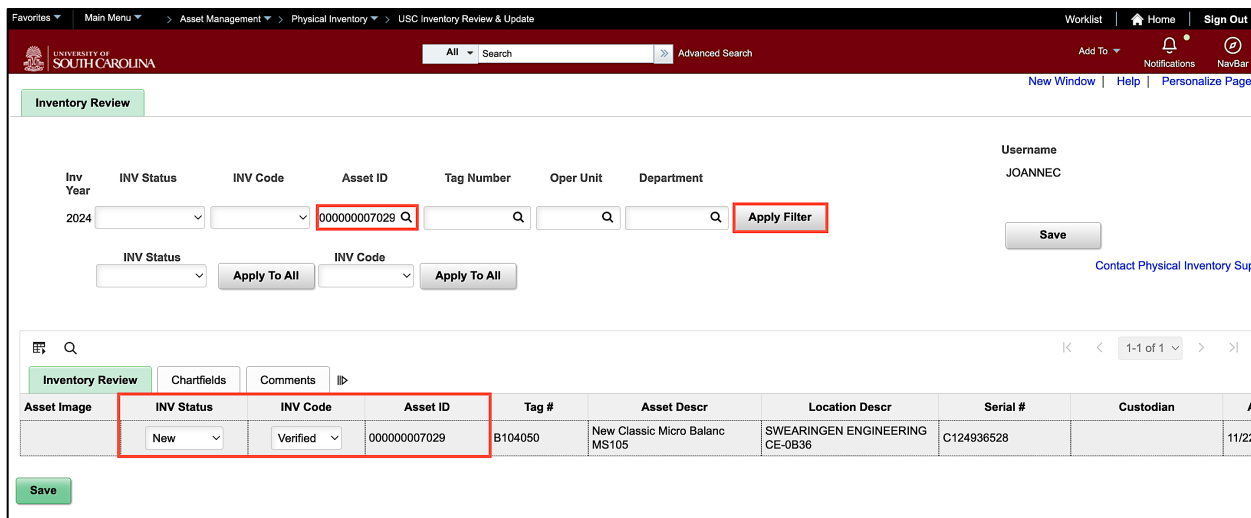 Favorites Main Menu > Asset Management > Physical Inventory > USC Inventory Review & Update Worklist Home Sign Out
UNIVERSITY OF
SOUTH CAROLINA
All Search Advanced Search Add To Notifications NavBar
New Window | Help | Personalize Page
Inventory Review
Username
JOANNEC
Inv Year INV Status INV Code Asset ID Tag Number Oper Unit Department
2024 000000007029 Apply Filter
Save
INV Status INV Code
Apply To All Apply To All
Contact Physical Inventory Sup
1-1 of 1
Inventory Review Chartfields Comments
Asset Image INV Status INV Code Asset ID Tag # Asset Descr Location Descr Serial # Custodian A
New Verified 000000007029 B104050 New Classic Micro Balanc MS105 SWEARINGEN ENGINEERING CE-0B36 C124936528 11/22
Save